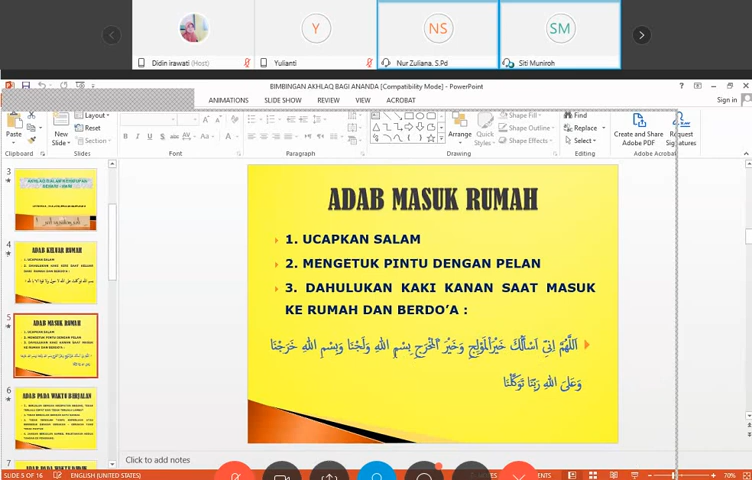 Y
NS
SM
Didin irawati (Host)
Yulianti
Nur Zuliana. S.Pd
Siti Muniroh
BIMBINGAN AKHLAQ BAGI ANANDA [Compatibility Mode] - PowerPoint
Sign in
ANIMATIONS SLIDE SHOW REVIEW VIEW ACROBAT
Paste
New
Slide
Layout
Reset
Section
B I U S
Arrange
Quick
Styles
Shape Fill
Shape Outline
Shape Effects
Find
Replace
Select
Create and Share
Adobe PDF
Request
Signatures
Clipboard
Slides
Font
Paragraph
Drawing
Editing
Adobe Acrobat
3
4
ADAB KELUAR RUMAH
5
ADAB MASUK RUMAH
6
ADAB PADA WAKTU BERJALAN
7
ADAB MASUK RUMAH
1. UCAPKAN SALAM
2. MENGETUK PINTU DENGAN PELAN
3. DAHULUKAN KAKI KANAN SAAT MASUK
KE RUMAH DAN BERDO’A :
اَللّٰهُمَّ اِنِّيْ اَسْأَلُكَ خَيْرَالْمَوْلِجِ وَخَيْرَ الْمَخْرَجِ بِسْمِ اللهِ وَلَجْنَا وَبِسْمِ اللهِ خَرَجْنَا
وَعَلَى اللهِ رَبِّنَا تَوَكَّلْنَا
Click to add notes
SLIDE 5 OF 16
ENGLISH (UNITED STATES)
70%